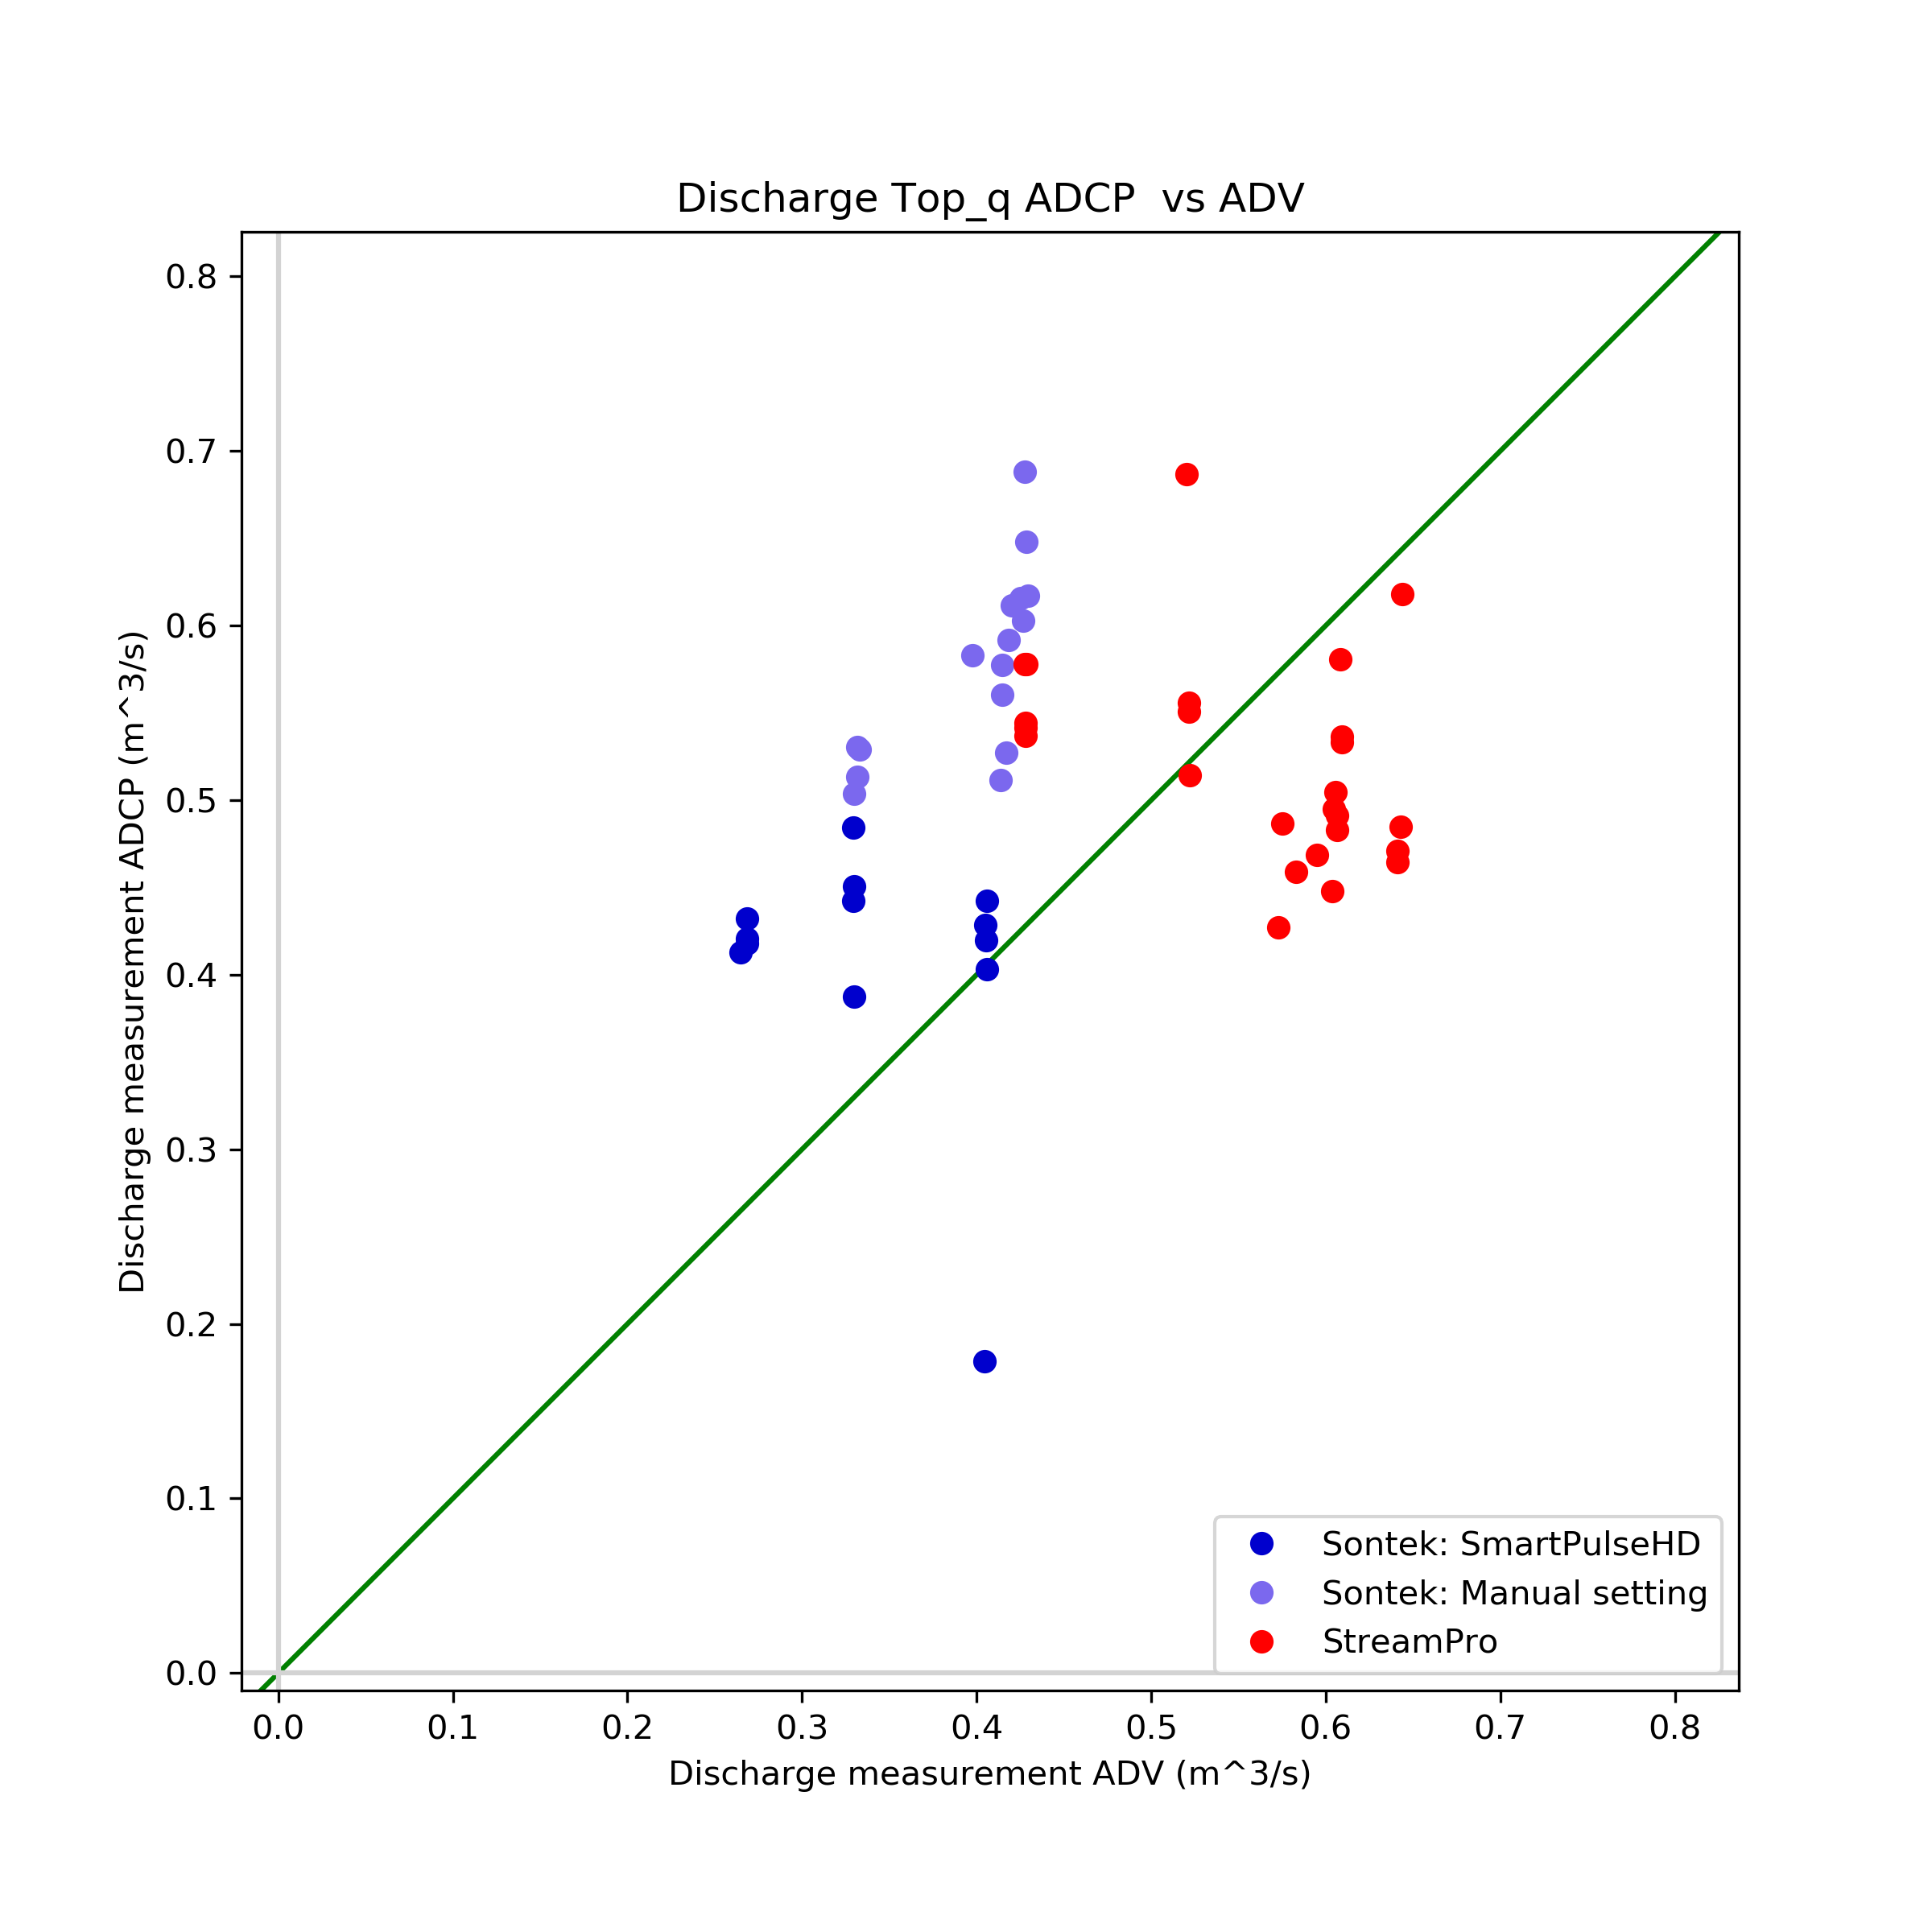 Discharge Top_q ADCP  vs ADV
0.8
0.7
0.6
0.5
0.4
0.3
0.2
0.1
0.0
Discharge measurement ADCP (m^3/s)
Sontek: SmartPulseHD
Sontek: Manual setting
StreamPro
0.0 0.1 0.2 0.3 0.4 0.5 0.6 0.7 0.8
Discharge measurement ADV (m^3/s)